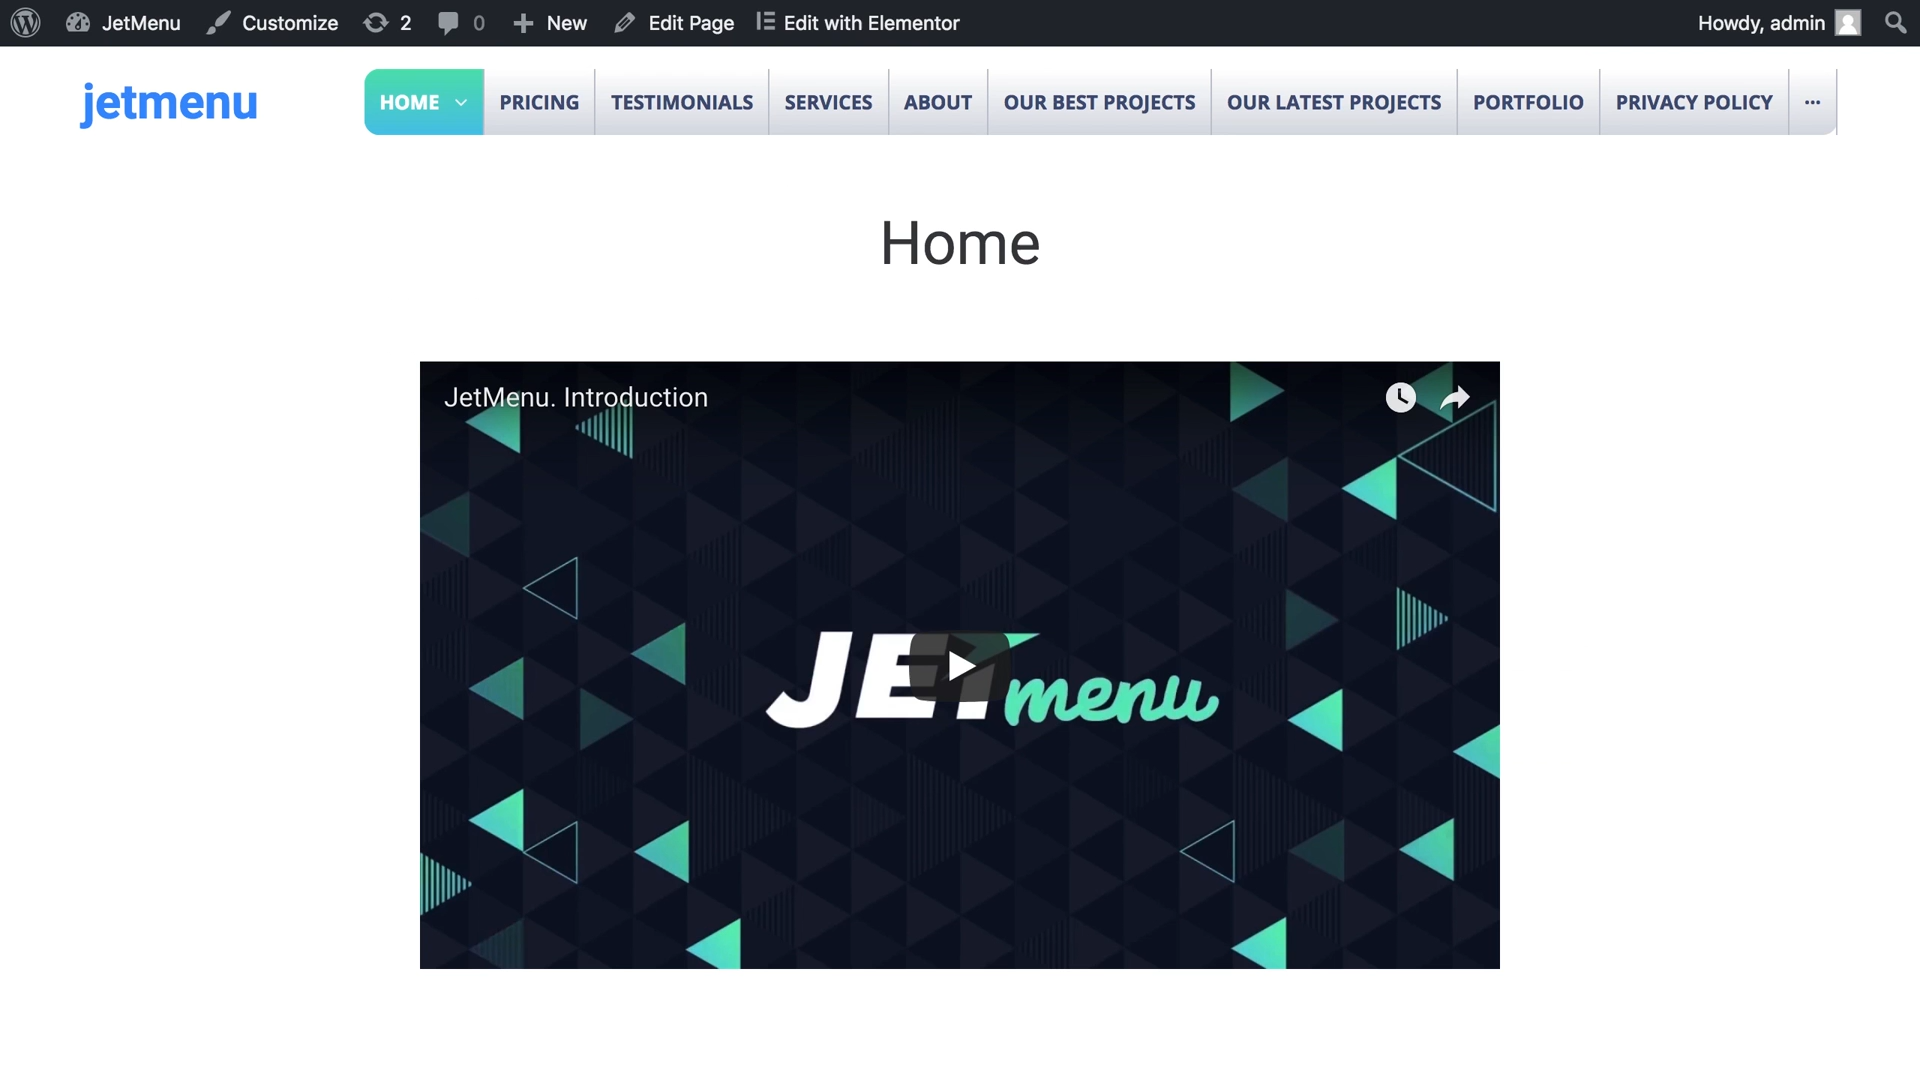 JetMenu Customize 2 0 New Edit Page Edit with Elementor Howdy, admin
jetmenu
HOME PRICING TESTIMONIALS SERVICES ABOUT OUR BEST PROJECTS OUR LATEST PROJECTS PORTFOLIO PRIVACY POLICY ...
Home
JetMenu. Introduction
JET menu